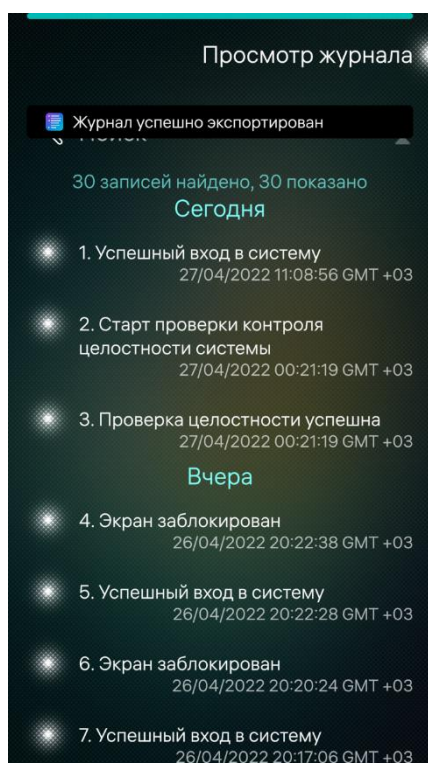 Просмотр журнала
Журнал успешно экспортирован
30 записей найдено, 30 показано
Сегодня
1. Успешный вход в систему
27/04/2022 11:08:56 GMT +03
2. Старт проверки контроля
целостности системы
27/04/2022 00:21:19 GMT +03
3. Проверка целостности успешна
27/04/2022 00:21:19 GMT +03
Вчера
4. Экран заблокирован
26/04/2022 20:22:38 GMT +03
5. Успешный вход в систему
26/04/2022 20:22:28 GMT +03
6. Экран заблокирован
26/04/2022 20:20:24 GMT +03
7. Успешный вход в систему
26/04/2022 20:17:06 GMT +03